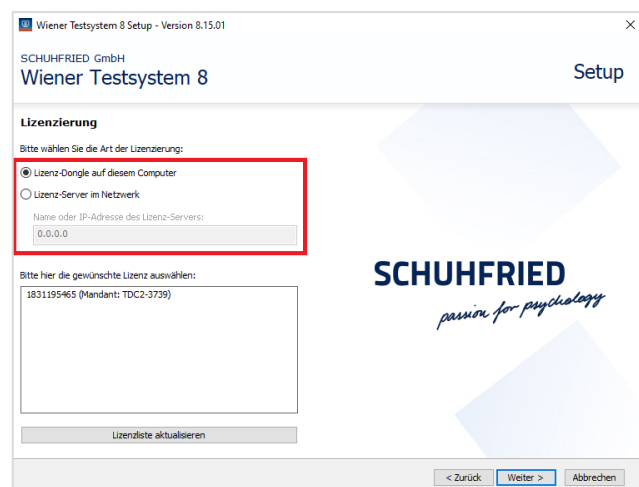 Wiener Testsystem 8 Setup - Version 8.15.01
SCHUHFRIED GmbH
Wiener Testsystem 8
Setup
Lizenzierung
Bitte wählen Sie die Art der Lizenzierung:
Lizenz-Dongle auf diesem Computer
Lizenz-Server im Netzwerk
Name oder IP-Adresse des Lizenz-Servers:
0.0.0.0
Bitte hier die gewünschte Lizenz auswählen:
1831195465 (Mandant: TDC2-3739)
SCHUHFRIED
passion for psychology
Lizenzliste aktualisieren
< Zurück
Weiter >
Abbrechen